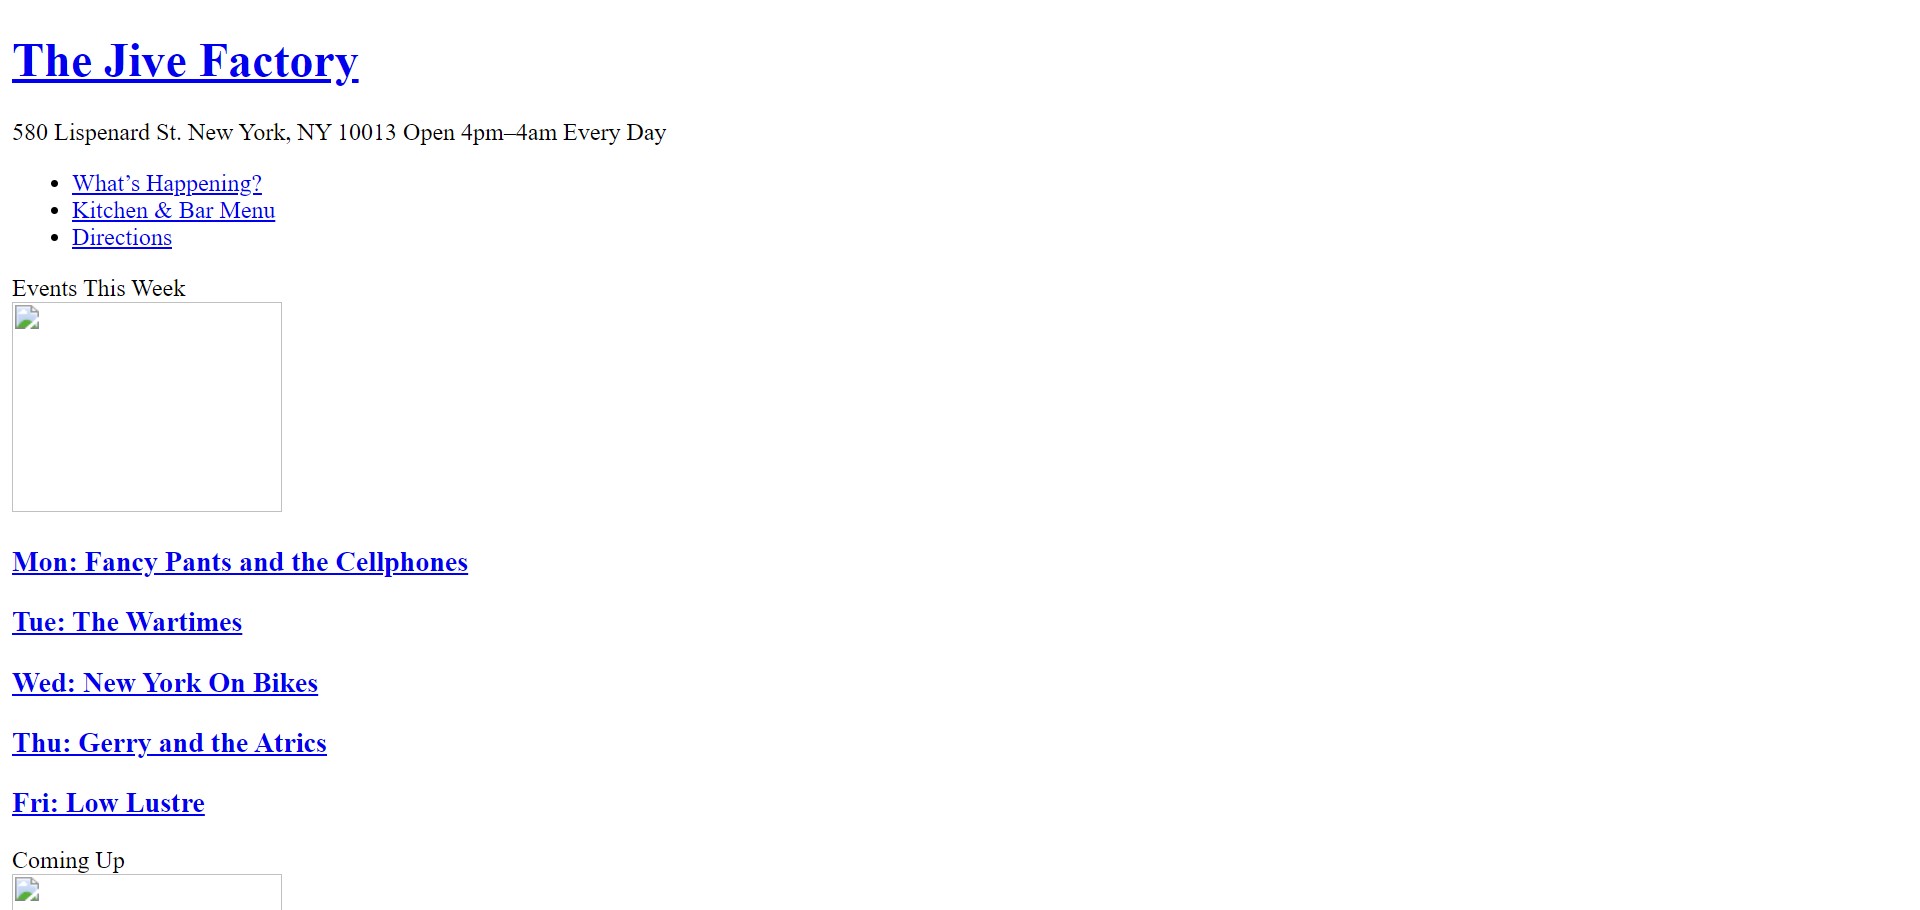 The Jive Factory
580 Lispenard St. New York, NY 10013 Open 4pm–4am Every Day
What’s Happening?
Kitchen & Bar Menu
Directions
Events This Week
Mon: Fancy Pants and the Cellphones
Tue: The Wartimes
Wed: New York On Bikes
Thu: Gerry and the Atrics
Fri: Low Lustre
Coming Up